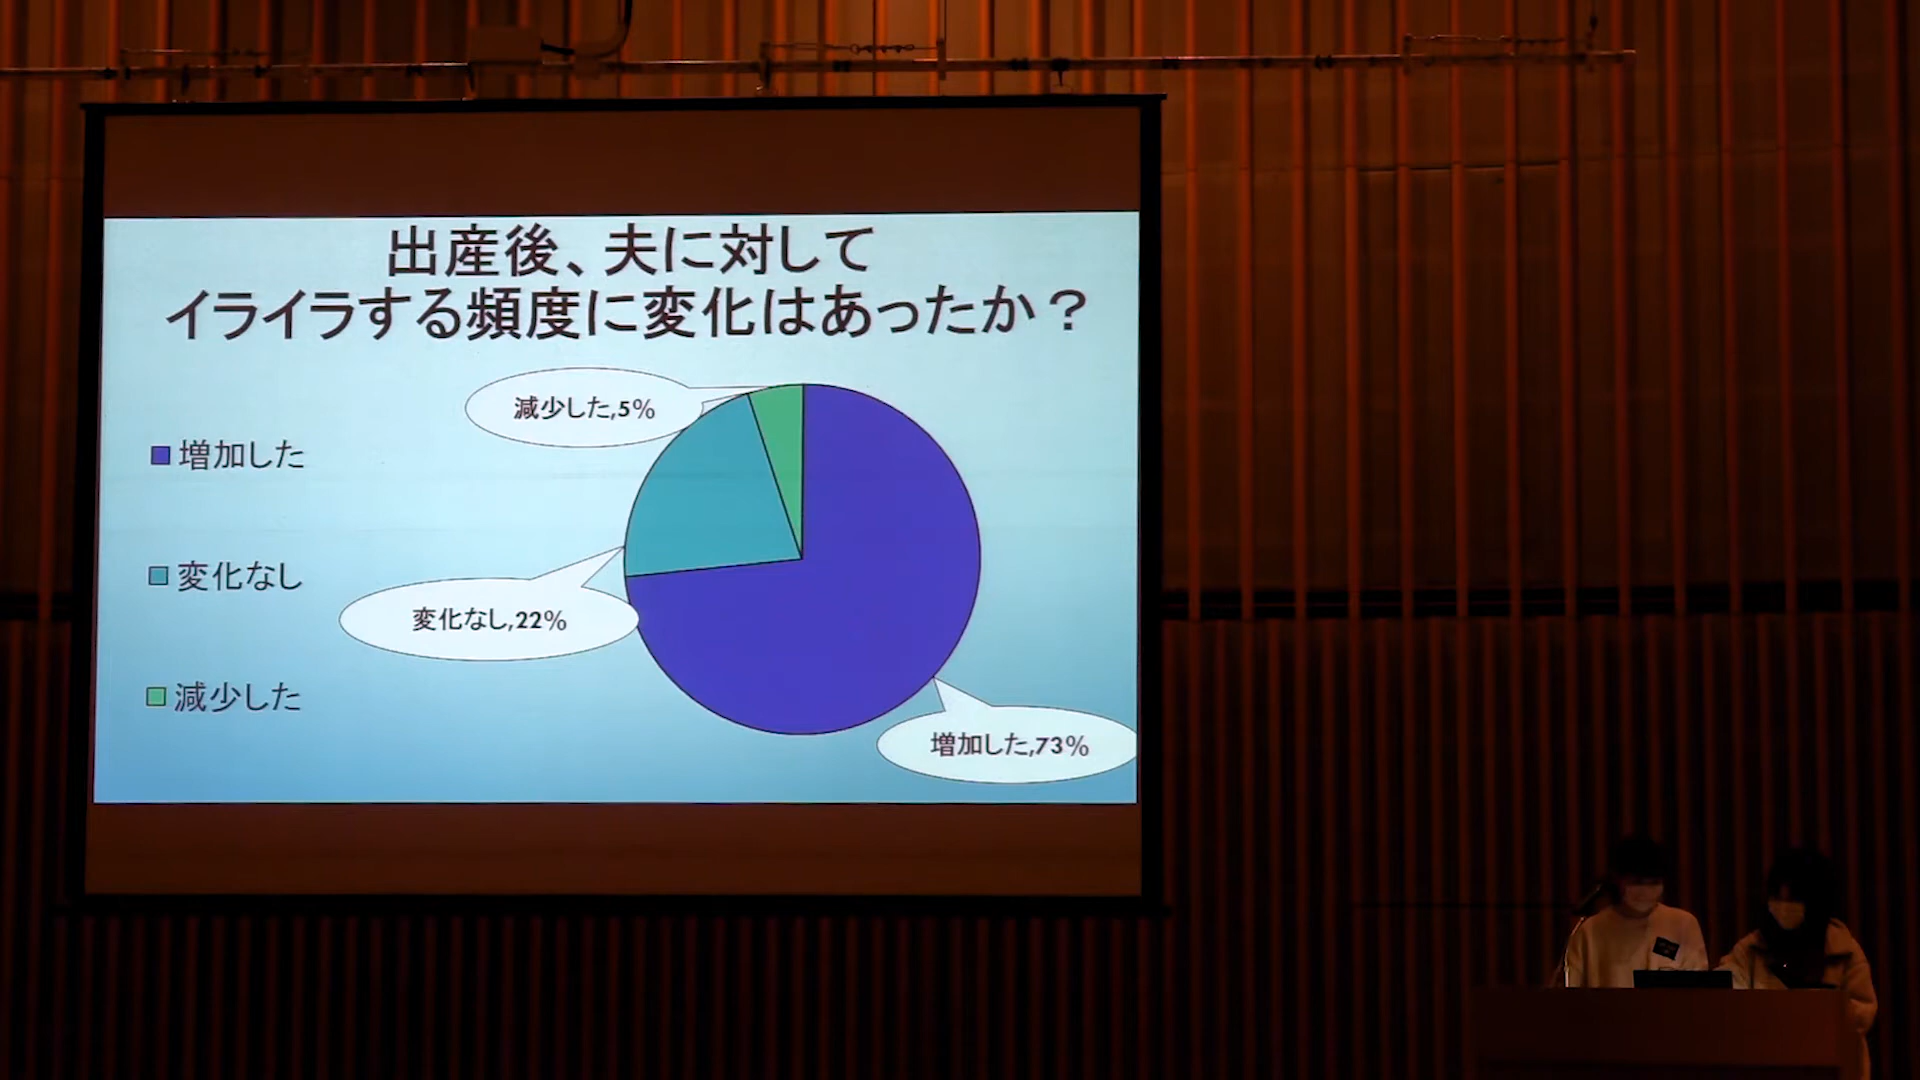 出産後、夫に対して
イライラする頻度に変化はあったか？
減少した,5%
増加した
変化なし
変化なし,22%
減少した
増加した,73%